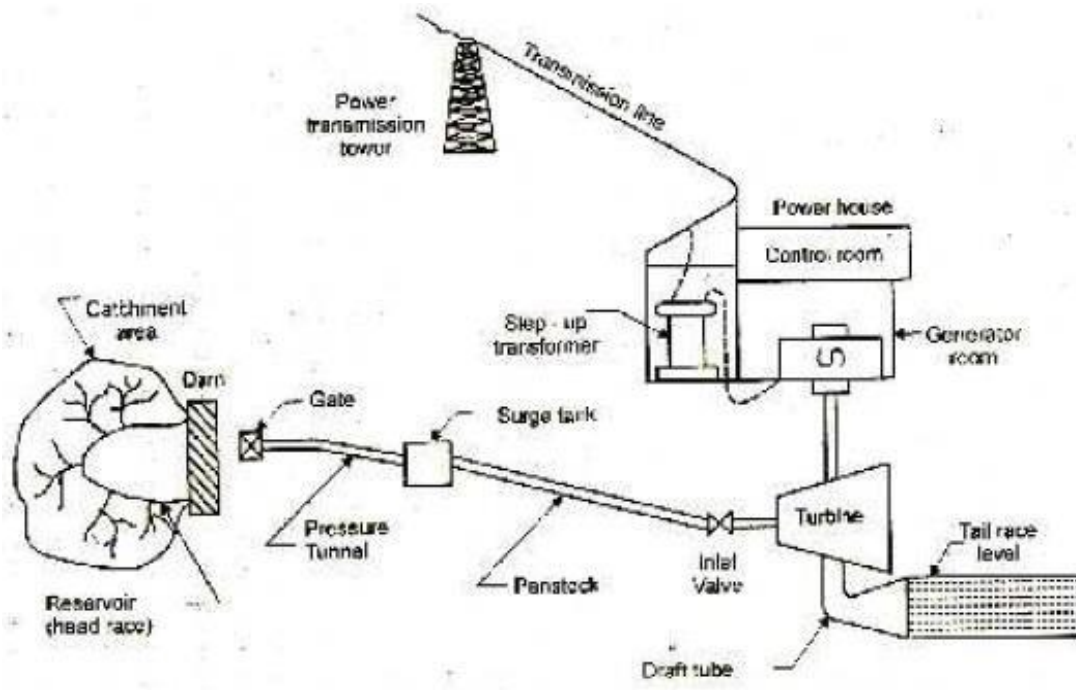 Transmission line
Power
transmission
tower
Power house
Control room
Catchment
area
Step - up
transformer
Generator
room
Dam
Gate
Surge tank
S
Turbine
Tail race
level
Pressure
Tunnel
Inlet
Valve
Penstock
Reservoir
(head race)
Draft tube